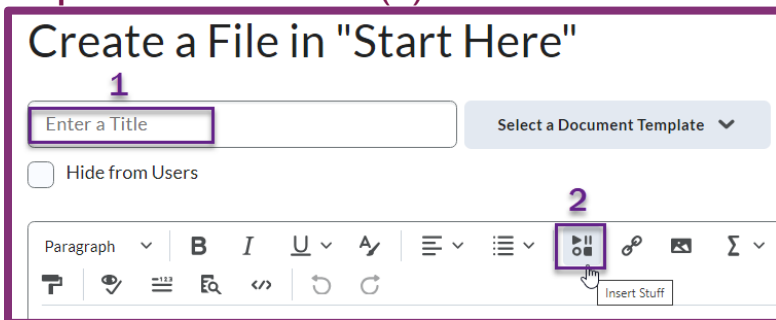 Create a File in "Start Here"
1
Enter a Title
Select a Document Template
Hide from Users
2
Paragraph B I U A Σ
Insert Stuff